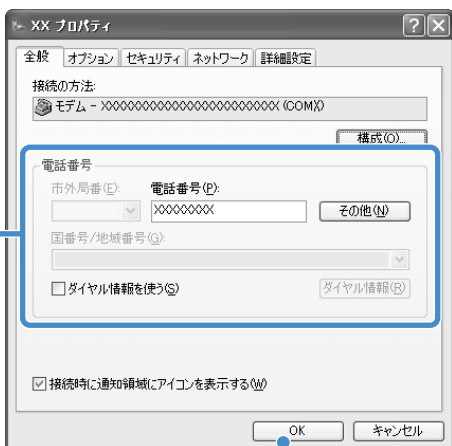 XX プロパティ
全般 オプション セキュリティ ネットワーク 詳細設定
接続の方法:
モデム - XXXXXXXXXXXXXXXXXXXXXXX (COMX)
構成(O)...
電話番号
市外局番(E): 電話番号(P):
XXXXXXXX その他(N)
国番号/地域番号(G):
ダイヤル情報を使う(S) ダイヤル情報(R)
接続時に通知領域にアイコンを表示する(W)
OK キャンセル